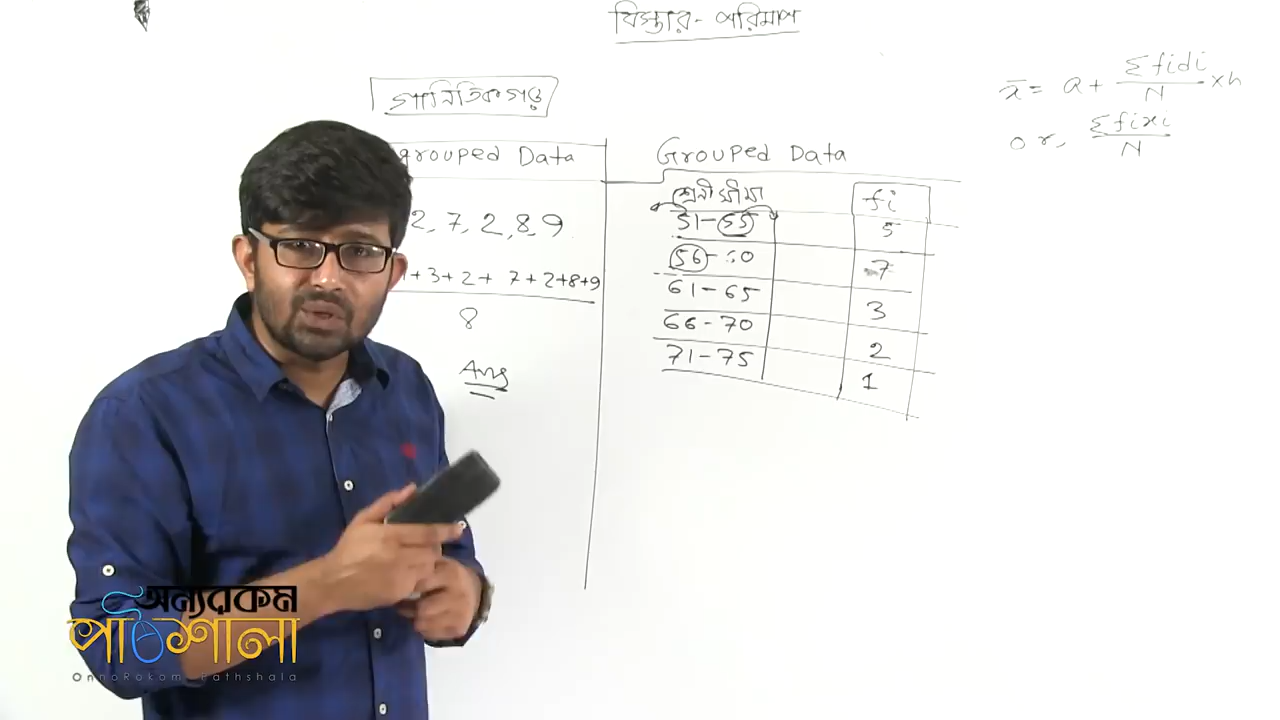 বিস্তার- পরিমাপ
x̄ = a + Σfidi/N × h
or, Σfixi/N
গানিতিক গড়
grouped Data
2, 7, 2, 8, 9
+ 3 + 2 + 7 + 2 + 8 + 9
8
Ans
Grouped Data
শ্রেনী সীমা fi
51-55 5
56-60 7
61-65 3
66-70 2
71-75 1
অন্যরকম
পাঠশালা
OnnoRokom Pathshala